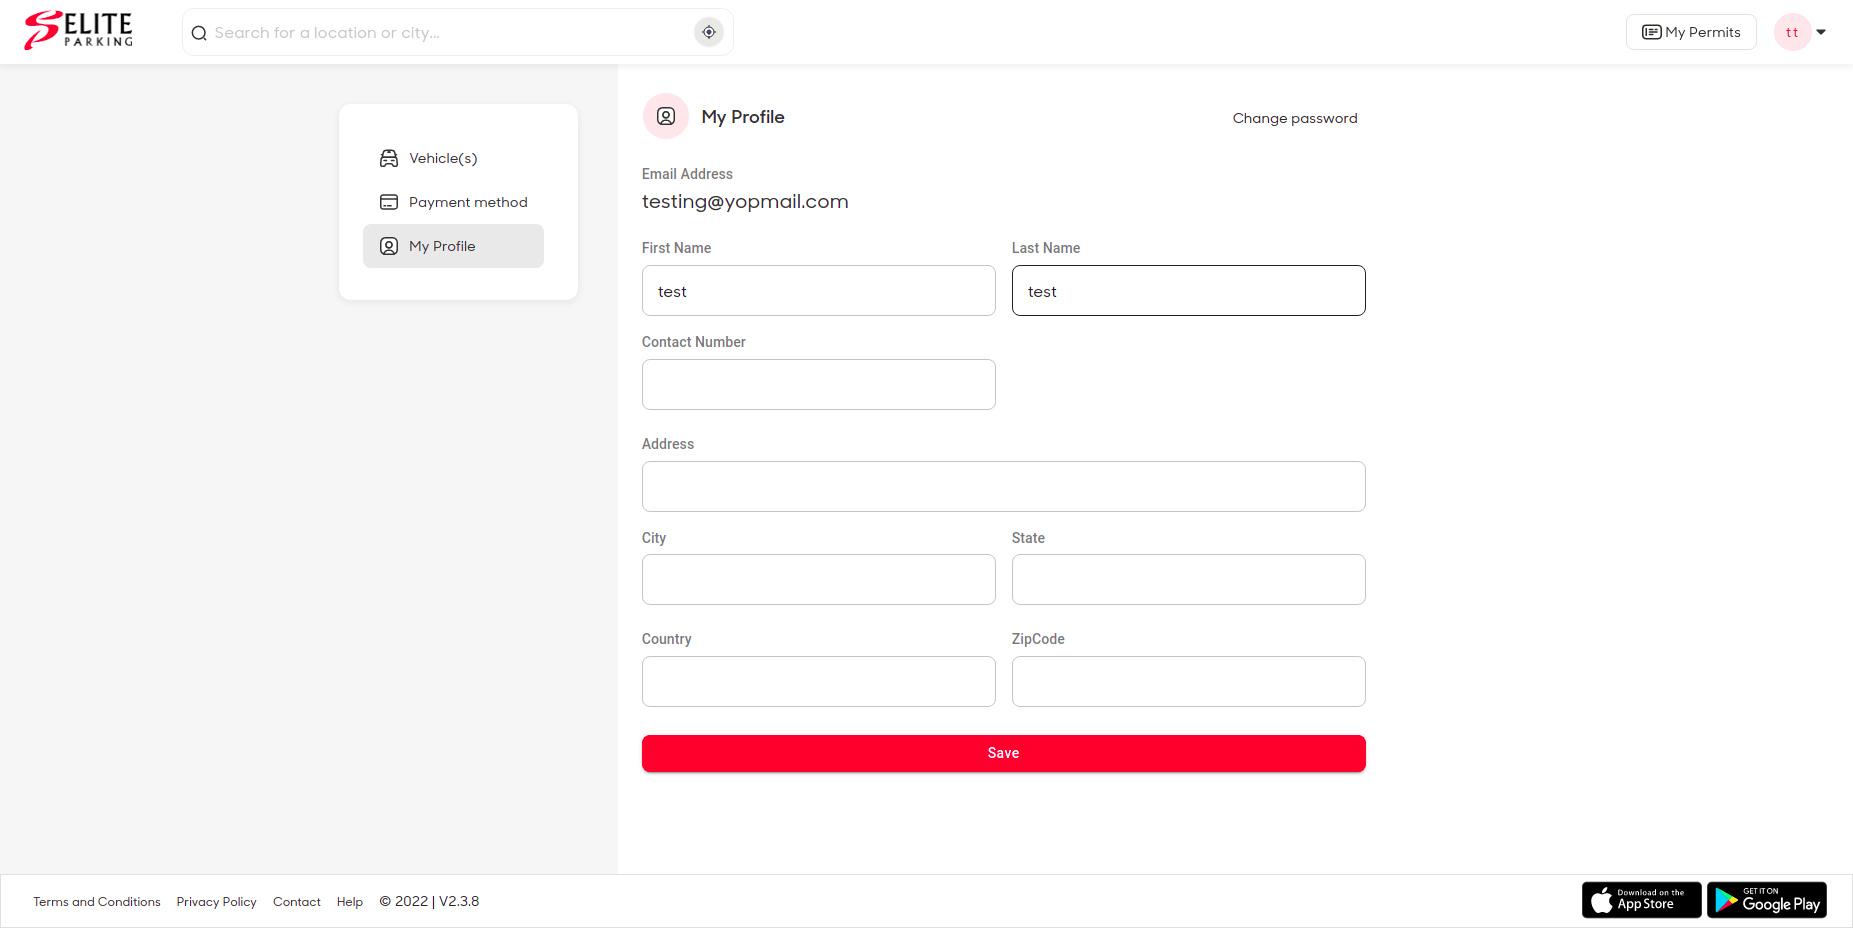 ELITE
PARKING
Search for a location or city...
My Permits
tt
Vehicle(s)
Payment method
My Profile
My Profile
Change password
Email Address
testing@yopmail.com
First Name
Last Name
test
test
Contact Number
Address
City
State
Country
ZipCode
Save
Terms and Conditions
Privacy Policy
Contact
Help
© 2022 | V2.3.8
Download on the
App Store
GET IT ON
Google Play